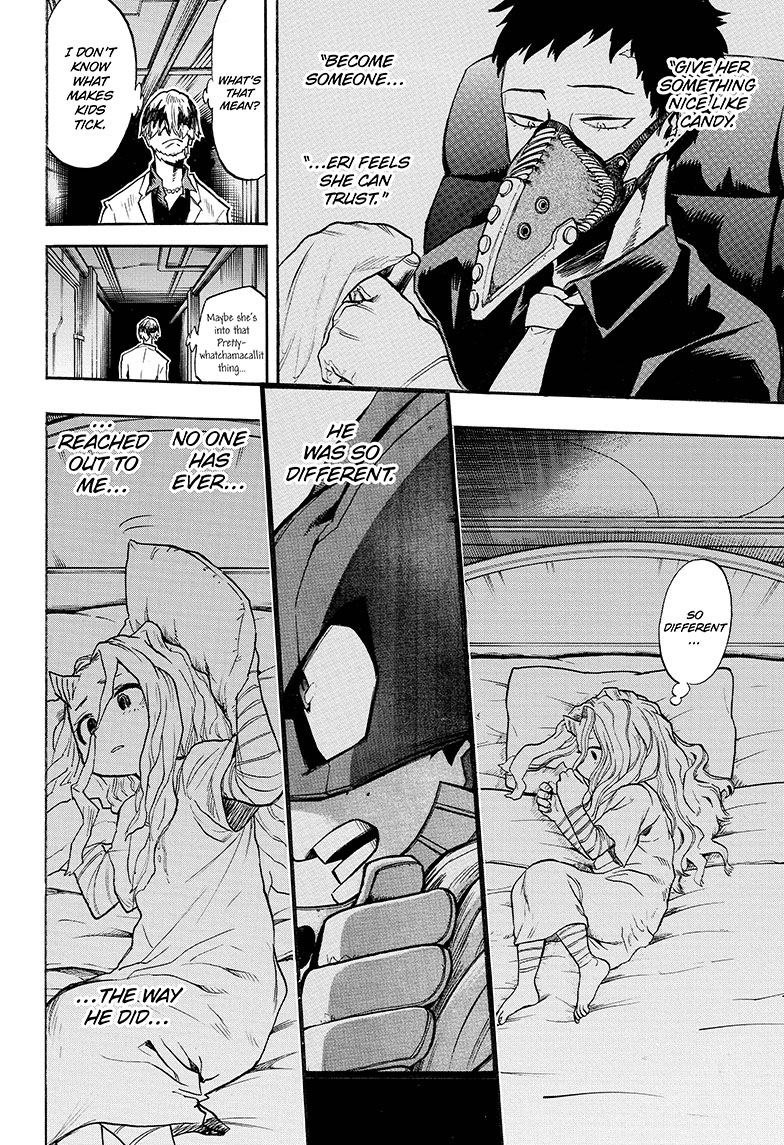 "GIVE HER
SOMETHING
NICE LIKE
CANDY.
"BECOME
SOMEONE...
"...ERI FEELS
SHE CAN
TRUST."
WHAT'S
THAT
MEAN?
I DON'T
KNOW
WHAT
MAKES
KIDS
TICK.
Maybe she's
into that
Pretty-
whatchamacallit
thing...
SO
DIFFERENT
...
HE
WAS SO
DIFFERENT.
NO ONE
HAS
EVER...
...
REACHED
OUT TO
ME...
...THE WAY
HE DID...